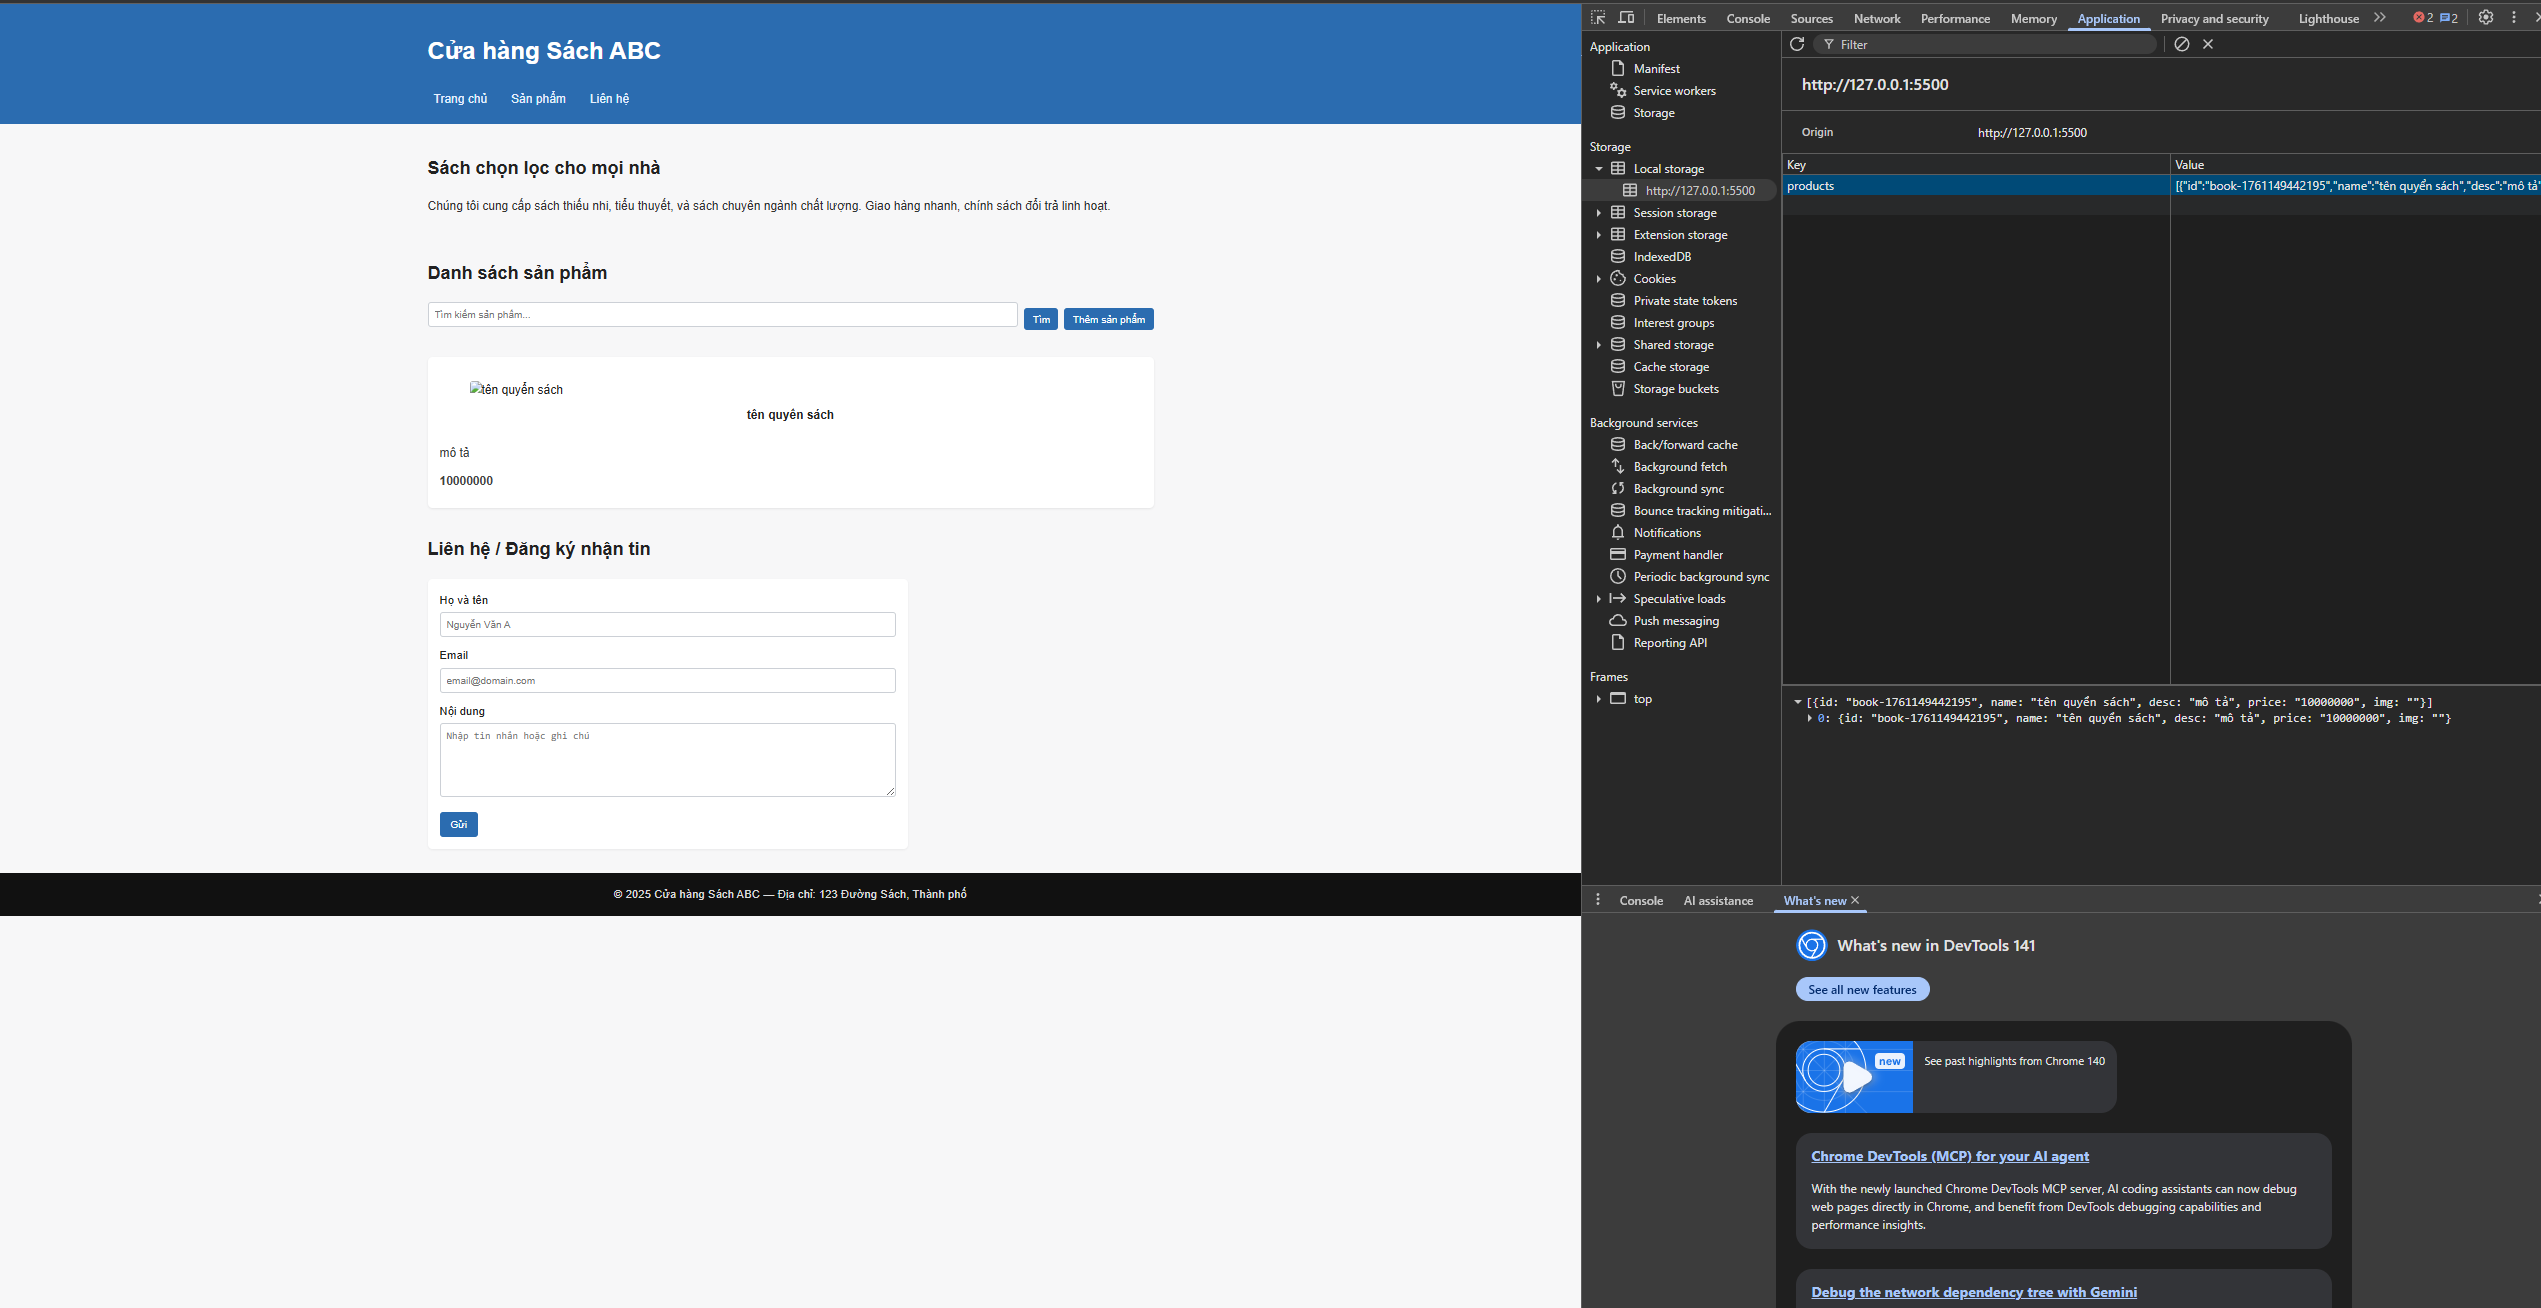 Cửa hàng Sách ABC
Trang chủ Sản phẩm Liên hệ
Sách chọn lọc cho mọi nhà
Chúng tôi cung cấp sách thiếu nhi, tiểu thuyết, và sách chuyên ngành chất lượng. Giao hàng nhanh, chính sách đổi trả linh hoạt.
Danh sách sản phẩm
Tìm kiếm sản phẩm... Tìm Thêm sản phẩm
tên quyển sách
tên quyển sách
mô tả
10000000
Liên hệ / Đăng ký nhận tin
Họ và tên
Nguyễn Văn A
Email
email@domain.com
Nội dung
Nhập tin nhắn hoặc ghi chú
Gửi
© 2025 Cửa hàng Sách ABC — Địa chỉ: 123 Đường Sách, Thành phố
Elements Console Sources Network Performance Memory Application Privacy and security Lighthouse 2 2
Application
Manifest
Service workers
Storage
Storage
Local storage
http://127.0.0.1:5500
Session storage
Extension storage
IndexedDB
Cookies
Private state tokens
Interest groups
Shared storage
Cache storage
Storage buckets
Background services
Back/forward cache
Background fetch
Background sync
Bounce tracking mitigati...
Notifications
Payment handler
Periodic background sync
Speculative loads
Push messaging
Reporting API
Frames
top
Filter
http://127.0.0.1:5500
Origin http://127.0.0.1:5500
Key Value
products [{"id":"book-1761149442195","name":"tên quyển sách","desc":"mô tả"
[{id: "book-1761149442195", name: "tên quyển sách", desc: "mô tả", price: "10000000", img: ""}]
0: {id: "book-1761149442195", name: "tên quyển sách", desc: "mô tả", price: "10000000", img: ""}
Console AI assistance What's new
What's new in DevTools 141
See all new features
new See past highlights from Chrome 140
Chrome DevTools (MCP) for your AI agent
With the newly launched Chrome DevTools MCP server, AI coding assistants can now debug
web pages directly in Chrome, and benefit from DevTools debugging capabilities and
performance insights.
Debug the network dependency tree with Gemini